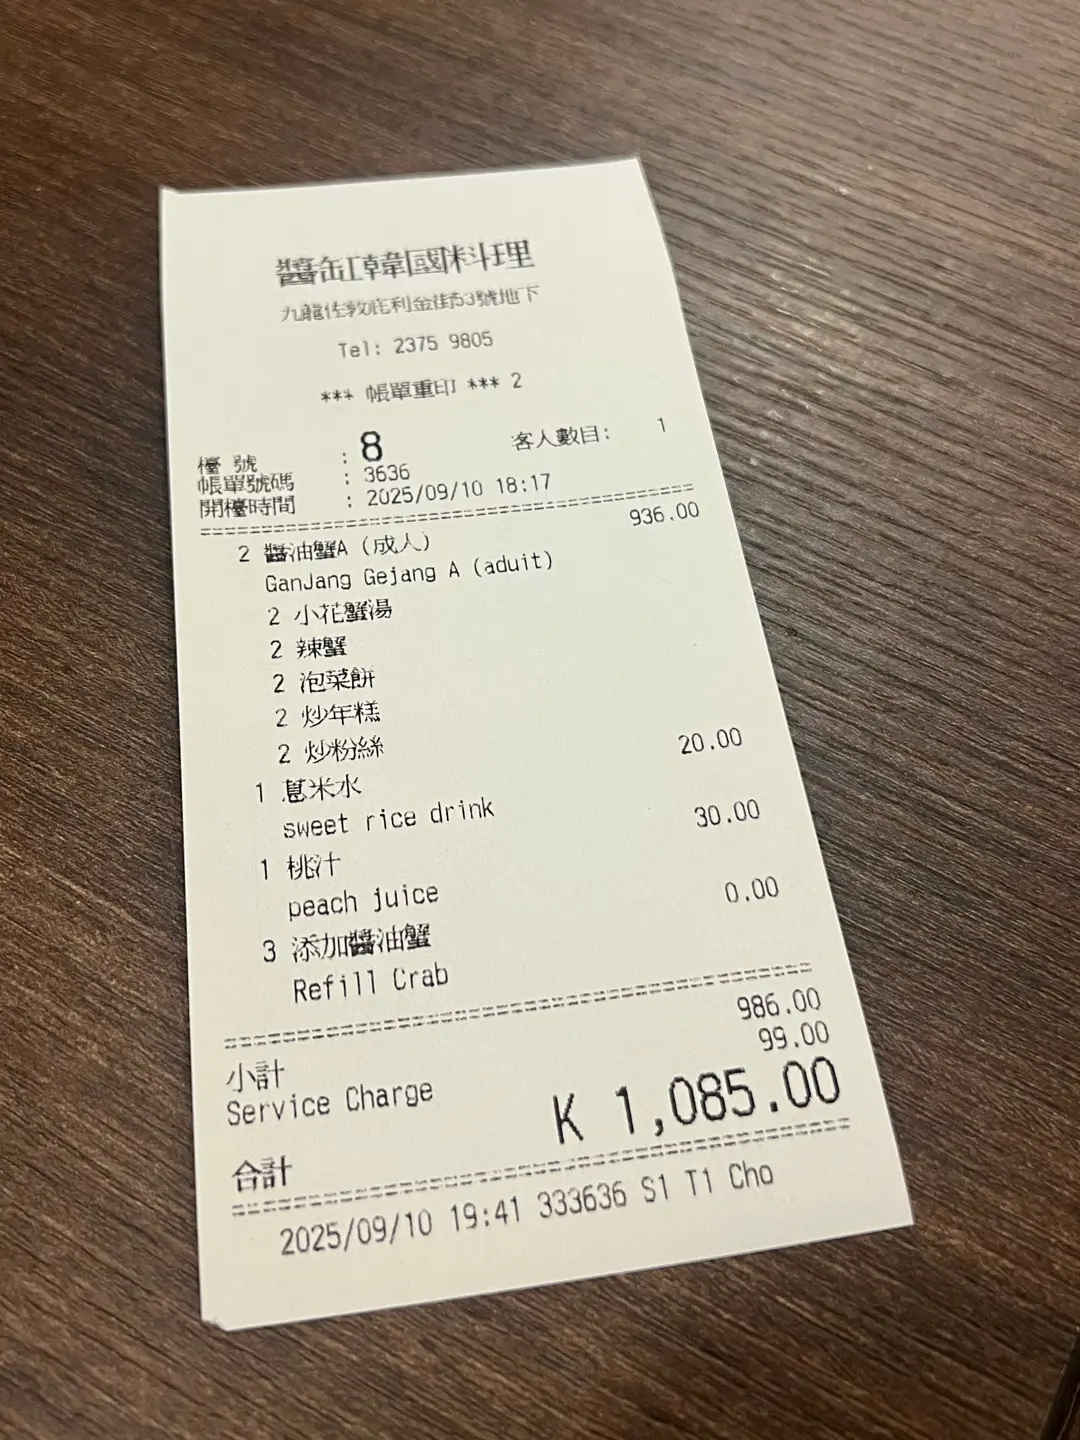 醬缸韓國料理
九龍佐敦庇利金街53號地下
Tel: 2375 9805
*** 帳單重印 *** 2
檯 號 : 8 客人數目: 1
帳單號碼 : 3636
開檯時間 : 2025/09/10 18:17
2 醬油蟹A (成人) 936.00
GanJang Gejang A (aduit)
2 小花蟹湯
2 辣蟹
2 泡菜餅
2 炒年糕
2 炒粉絲
1 甚米水 20.00
sweet rice drink
1 桃汁 30.00
peach juice
3 添加醬油蟹 0.00
Refill Crab
小計 986.00
Service Charge 99.00
合計 K 1,085.00
2025/09/10 19:41 333636 S1 T1 Cho